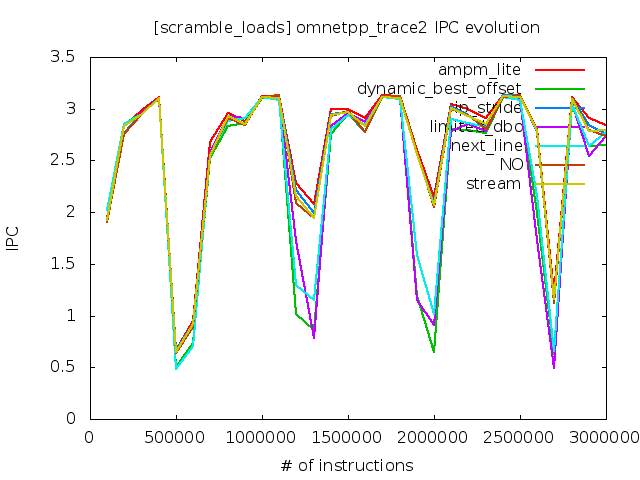 [scramble_loads] omnetpp_trace2 IPC evolution
3.5
3
2.5
2
1.5
1
0.5
0
IPC
ampm_lite
dynamic_best_offset
ip_stride
limited_dbo
next_line
NO
stream
0
500000
1000000
1500000
2000000
2500000
3000000
# of instructions